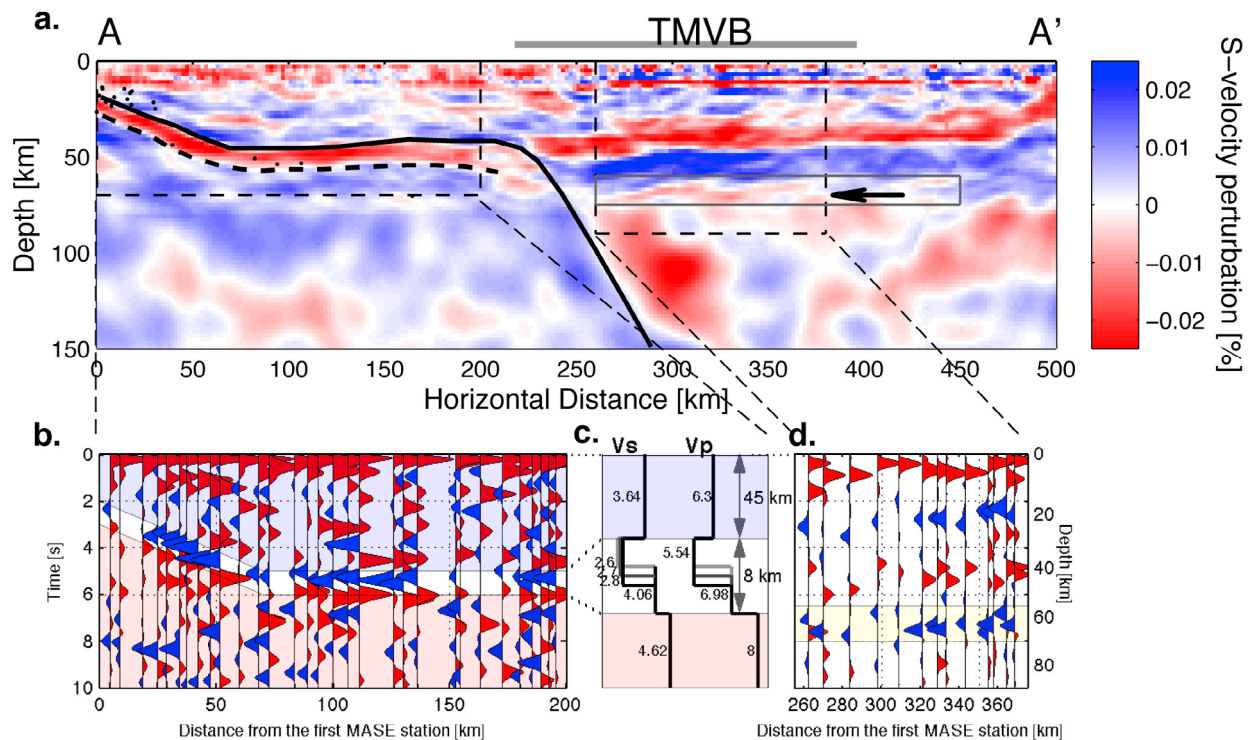 a. A TMVB A'
0
50
100
150
Depth [km]
0 50 100 150 200 250 300 350 400 450 500
Horizontal Distance [km]
0.02
0.01
0
−0.01
−0.02
S−velocity perturbation [%]
b.
0
2
4
6
8
10
Time [s]
0 50 100 150 200
Distance from the first MASE station [km]
c.
Vs Vp
3.64 6.3 45 km
2.6 5.54
2.8 8 km
4.06 6.98
4.62 8
d.
0
20
40
60
80
Depth [km]
260 280 300 320 340 360
Distance from the first MASE station [km]